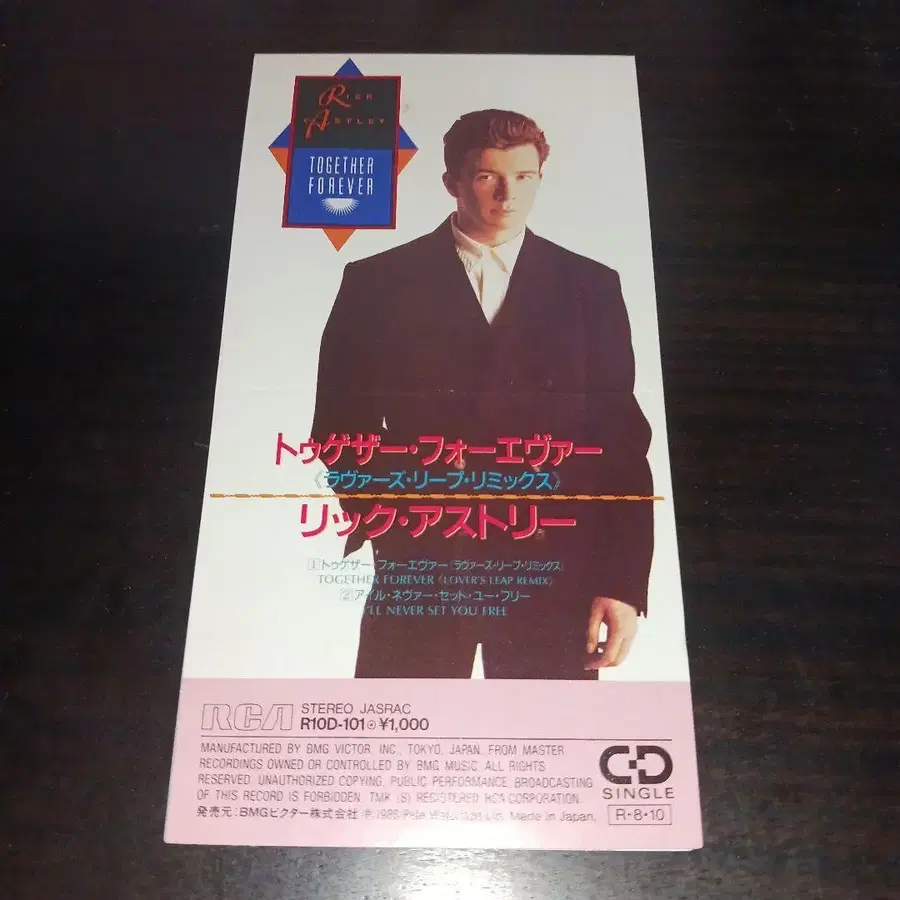 RICK
ASTLEY
TOGETHER
FOREVER
トゥゲザー・フォーエヴァー
《ラヴァーズ・リープ・リミックス》
リック・アストリー
1 トゥゲザー・フォーエヴァー《ラヴァーズ・リープ・リミックス》
TOGETHER FOREVER (LOVER'S LEAP REMIX)
2 アイル・ネヴァー・セット・ユー・フリー
I'LL NEVER SET YOU FREE
RCA
STEREO JASRAC
R10D-101 ¥1,000
MANUFACTURED BY BMG VICTOR, INC., TOKYO, JAPAN. FROM MASTER
RECORDINGS OWNED OR CONTROLLED BY BMG MUSIC. ALL RIGHTS
RESERVED. UNAUTHORIZED COPYING, PUBLIC PERFORMANCE, BROADCASTING
OF THIS RECORD IS FORBIDDEN. TMK (S) REGISTERED RCA CORPORATION.
発売元:BMGビクター株式会社 Ⓟ Pete Made in Japan.
CD
SINGLE
R・8・10